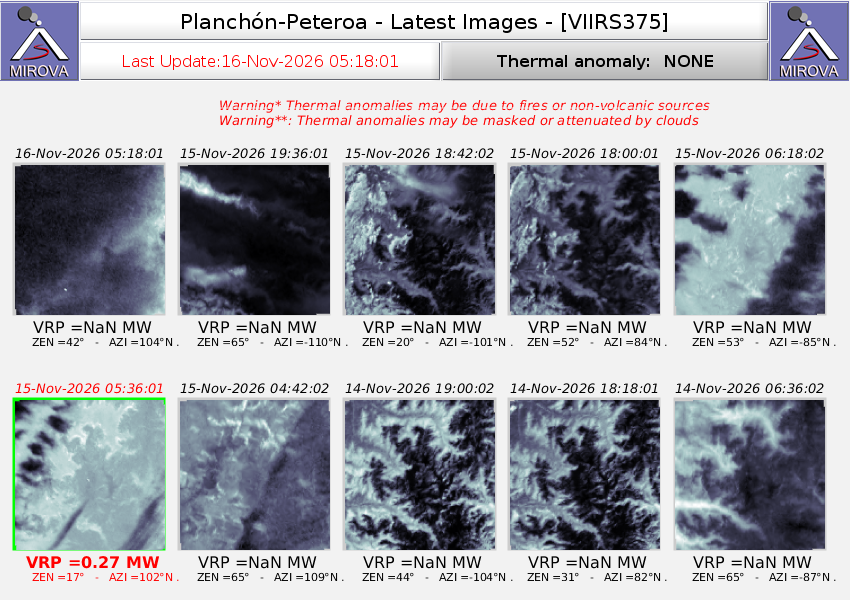 Planchón-Peteroa - Latest Images - [VIIRS375]
MIROVA
Last Update:16-Nov-2026 05:18:01
Thermal anomaly: NONE
MIROVA
Warning* Thermal anomalies may be due to fires or non-volcanic sources
Warning**: Thermal anomalies may be masked or attenuated by clouds
16-Nov-2026 05:18:01 15-Nov-2026 19:36:01 15-Nov-2026 18:42:02 15-Nov-2026 18:00:01 15-Nov-2026 06:18:02
VRP =NaN MW VRP =NaN MW VRP =NaN MW VRP =NaN MW VRP =NaN MW
ZEN =42° - AZI =104°N . ZEN =65° - AZI =-110°N . ZEN =20° - AZI =-101°N . ZEN =52° - AZI =84°N . ZEN =53° - AZI =-85°N .
15-Nov-2026 05:36:01 15-Nov-2026 04:42:02 14-Nov-2026 19:00:02 14-Nov-2026 18:18:01 14-Nov-2026 06:36:02
VRP =0.27 MW VRP =NaN MW VRP =NaN MW VRP =NaN MW VRP =NaN MW
ZEN =17° - AZI =102°N . ZEN =65° - AZI =109°N . ZEN =44° - AZI =-104°N . ZEN =31° - AZI =82°N . ZEN =65° - AZI =-87°N .